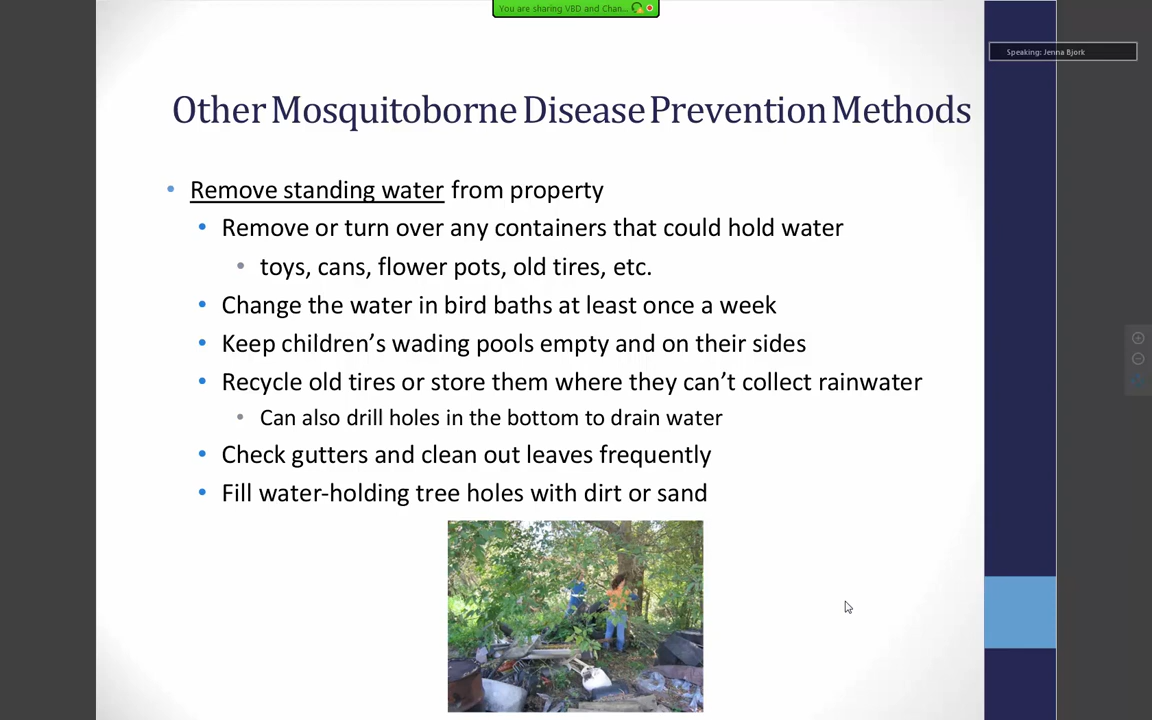 You are sharing VBD and Chan...
Speaking: Jenna Bjork
Other Mosquitoborne Disease Prevention Methods
Remove standing water from property
Remove or turn over any containers that could hold water
toys, cans, flower pots, old tires, etc.
Change the water in bird baths at least once a week
Keep children’s wading pools empty and on their sides
Recycle old tires or store them where they can’t collect rainwater
Can also drill holes in the bottom to drain water
Check gutters and clean out leaves frequently
Fill water-holding tree holes with dirt or sand